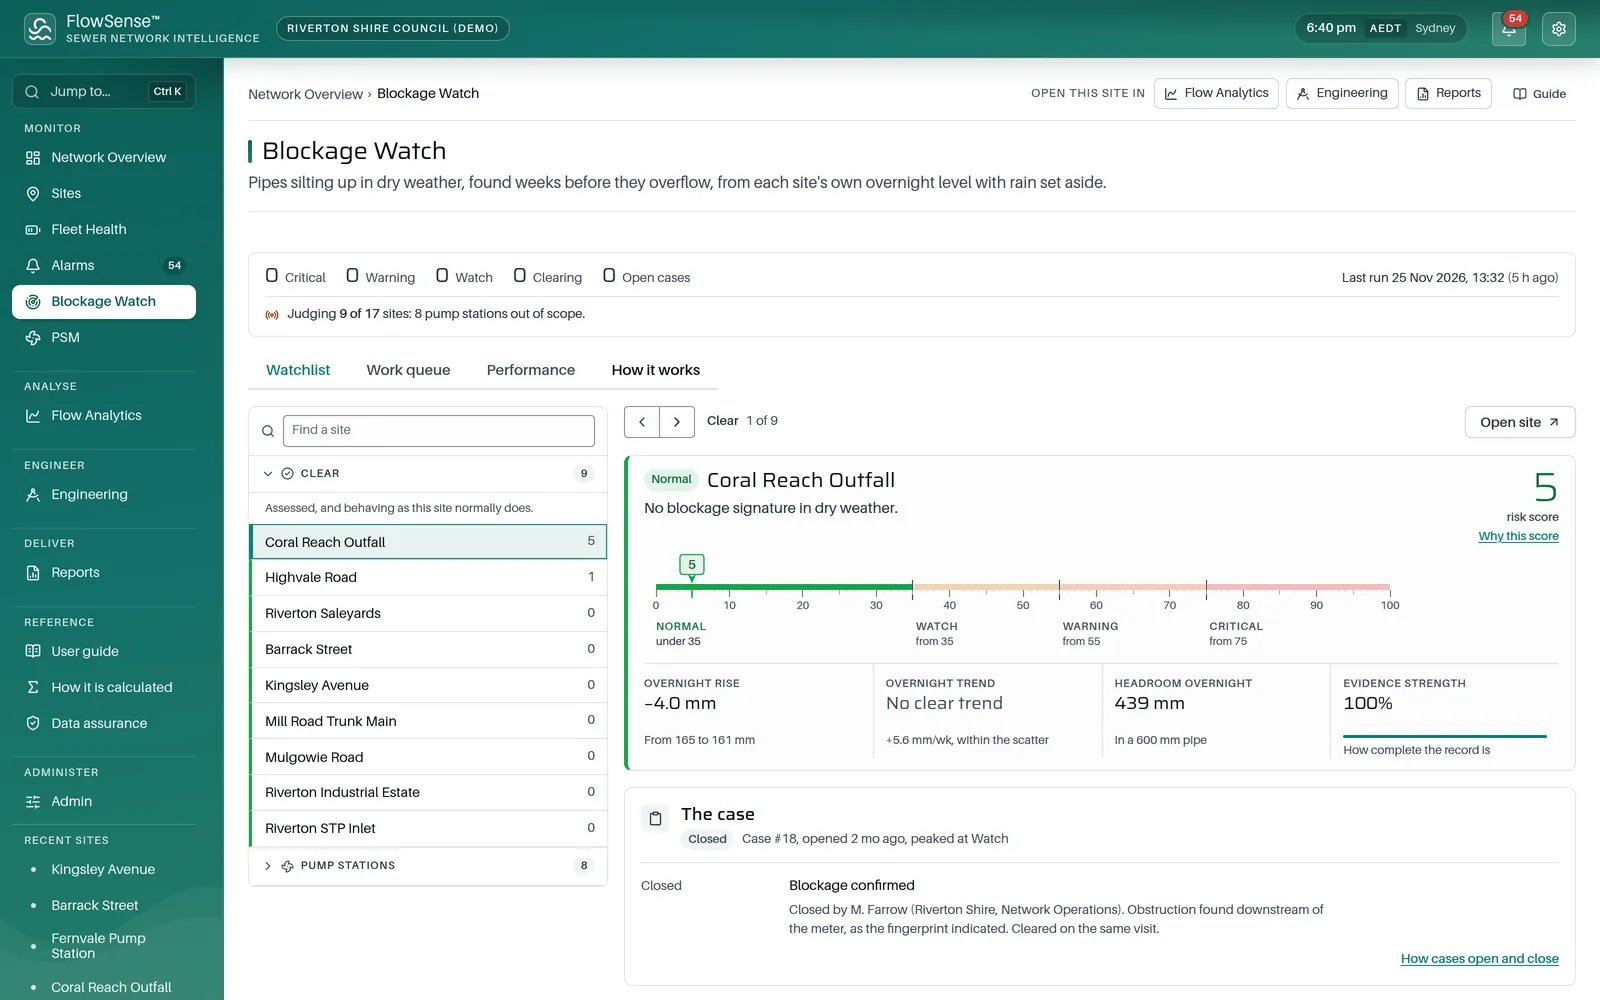 FlowSense™
SEWER NETWORK INTELLIGENCE
RIVERTON SHIRE COUNCIL (DEMO)
6:40 pm AEDT Sydney
54
Jump to... Ctrl K
MONITOR
Network Overview
Sites
Fleet Health
Alarms 54
Blockage Watch
PSM
ANALYSE
Flow Analytics
ENGINEER
Engineering
DELIVER
Reports
REFERENCE
User guide
How it is calculated
Data assurance
ADMINISTER
Admin
RECENT SITES
Kingsley Avenue
Barrack Street
Fernvale Pump
Station
Coral Reach Outfall
Network Overview › Blockage Watch
OPEN THIS SITE IN Flow Analytics Engineering Reports Guide
Blockage Watch
Pipes silting up in dry weather, found weeks before they overflow, from each site's own overnight level with rain set aside.
0 Critical 0 Warning 0 Watch 0 Clearing 0 Open cases
Last run 25 Nov 2026, 13:32 (5 h ago)
Judging 9 of 17 sites: 8 pump stations out of scope.
Watchlist Work queue Performance How it works
Find a site
CLEAR 9
Assessed, and behaving as this site normally does.
Coral Reach Outfall 5
Highvale Road 1
Riverton Saleyards 0
Barrack Street 0
Kingsley Avenue 0
Mill Road Trunk Main 0
Mulgowie Road 0
Riverton Industrial Estate 0
Riverton STP Inlet 0
PUMP STATIONS 8
Clear 1 of 9
Open site
Normal Coral Reach Outfall
No blockage signature in dry weather.
5
risk score
Why this score
5
0 10 20 30 40 50 60 70 80 90 100
NORMAL
under 35
WATCH
from 35
WARNING
from 55
CRITICAL
from 75
OVERNIGHT RISE
−4.0 mm
From 165 to 161 mm
OVERNIGHT TREND
No clear trend
+5.6 mm/wk, within the scatter
HEADROOM OVERNIGHT
439 mm
In a 600 mm pipe
EVIDENCE STRENGTH
100%
How complete the record is
The case
Closed Case #18, opened 2 mo ago, peaked at Watch
Closed
Blockage confirmed
Closed by M. Farrow (Riverton Shire, Network Operations). Obstruction found downstream of
the meter, as the fingerprint indicated. Cleared on the same visit.
How cases open and close